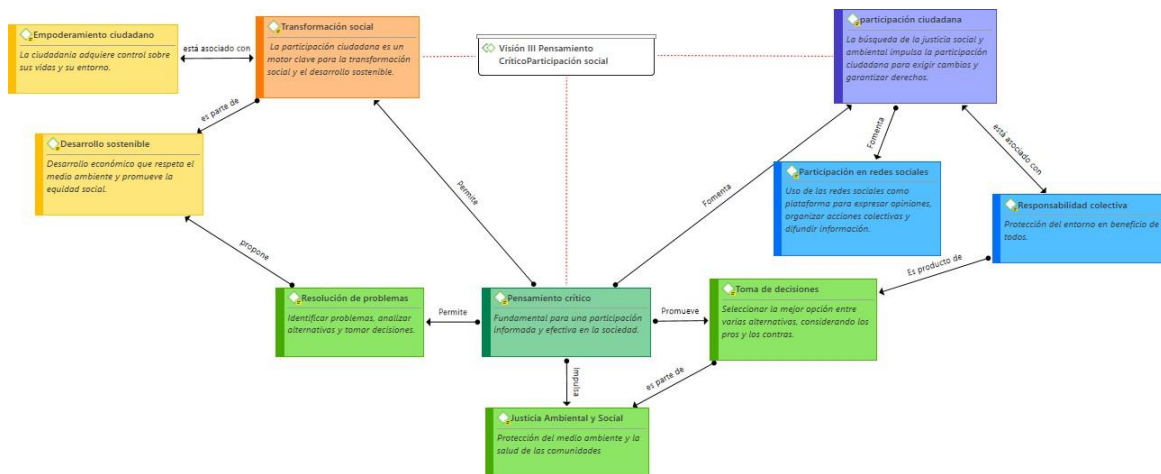 Empoderamiento ciudadano
La ciudadanía adquiere control sobre
sus vidas y su entorno.
está asociado con
Transformación social
La participación ciudadana es un
motor clave para la transformación
social y el desarrollo sostenible.
Visión III Pensamiento
CríticoParticipación social
participación ciudadana
La búsqueda de la justicia social y
ambiental impulsa la participación
ciudadana para exigir cambios y
garantizar derechos.
es parte de
Desarrollo sostenible
Desarrollo económico que respeta el
medio ambiente y promueve la
equidad social.
Fomenta
está asociado con
Participación en redes sociales
Uso de las redes sociales como
plataforma para expresar opiniones,
organizar acciones colectivas y
difundir información.
Responsabilidad colectiva
Protección del entorno en beneficio de
todos.
Permite
Fomenta
propone
Es producto de
Resolución de problemas
Identificar problemas, analizar
alternativas y tomar decisiones.
Permite
Pensamiento crítico
Fundamental para una participación
informada y efectiva en la sociedad.
Promueve
Toma de decisiones
Seleccionar la mejor opción entre
varias alternativas, considerando los
pros y los contras.
Impulsa
es parte de
Justicia Ambiental y Social
Protección del medio ambiente y la
salud de las comunidades